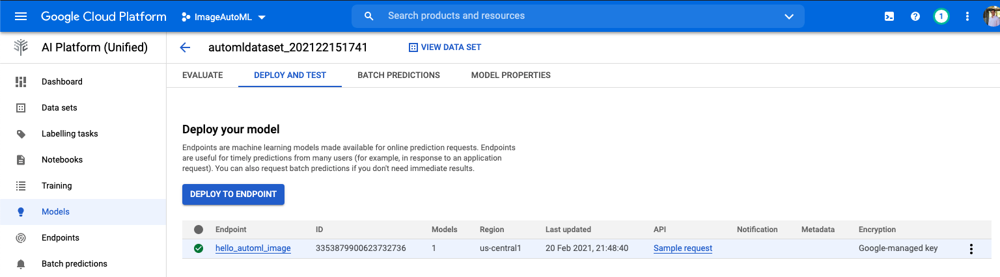 Google Cloud Platform
ImageAutoML
Search products and resources
1
AI Platform (Unified)
automldataset_202122151741
VIEW DATA SET
EVALUATE
DEPLOY AND TEST
BATCH PREDICTIONS
MODEL PROPERTIES
Dashboard
Data sets
Labelling tasks
Notebooks
Training
Models
Endpoints
Batch predictions
Deploy your model
Endpoints are machine learning models made available for online prediction requests. Endpoints
are useful for timely predictions from many users (for example, in response to an application
request). You can also request batch predictions if you don't need immediate results.
DEPLOY TO ENDPOINT
Endpoint ID Models Region Last updated API Notification Metadata Encryption
hello_automl_image 3353879900623732736 1 us-central1 20 Feb 2021, 21:48:40 Sample request Google-managed key